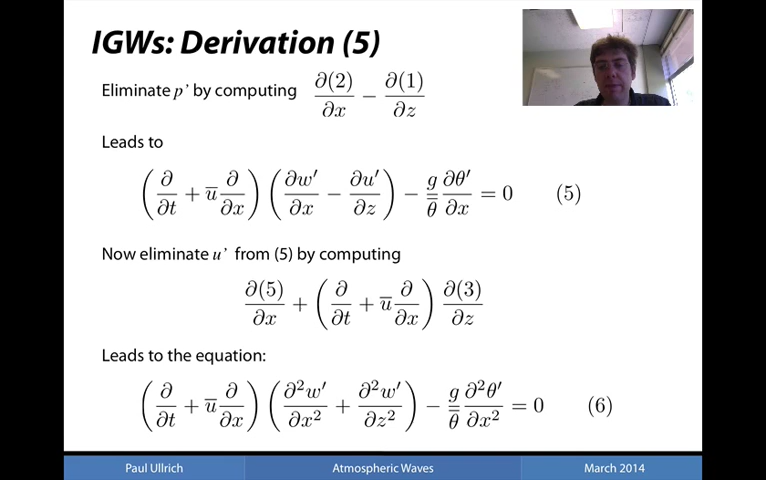 IGWs: Derivation (5)
Eliminate p' by computing ∂(2)/∂x − ∂(1)/∂z
Leads to
(∂/∂t + u̅ ∂/∂x) (∂w′/∂x − ∂u′/∂z) − g/θ̿ ∂θ′/∂x = 0 (5)
Now eliminate u' from (5) by computing
∂(5)/∂x + (∂/∂t + u̅ ∂/∂x) ∂(3)/∂z
Leads to the equation:
(∂/∂t + u̅ ∂/∂x) (∂²w′/∂x² + ∂²w′/∂z²) − g/θ̿ ∂²θ′/∂x² = 0 (6)
Paul Ullrich Atmospheric Waves March 2014